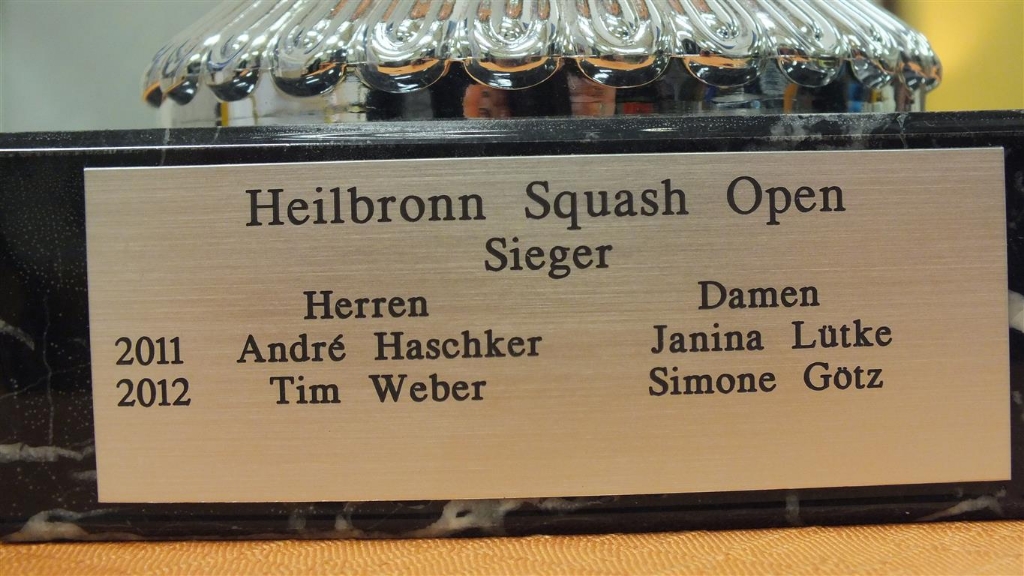 Heilbronn Squash Open
Sieger
Herren Damen
2011 André Haschker Janina Lütke
2012 Tim Weber Simone Götz